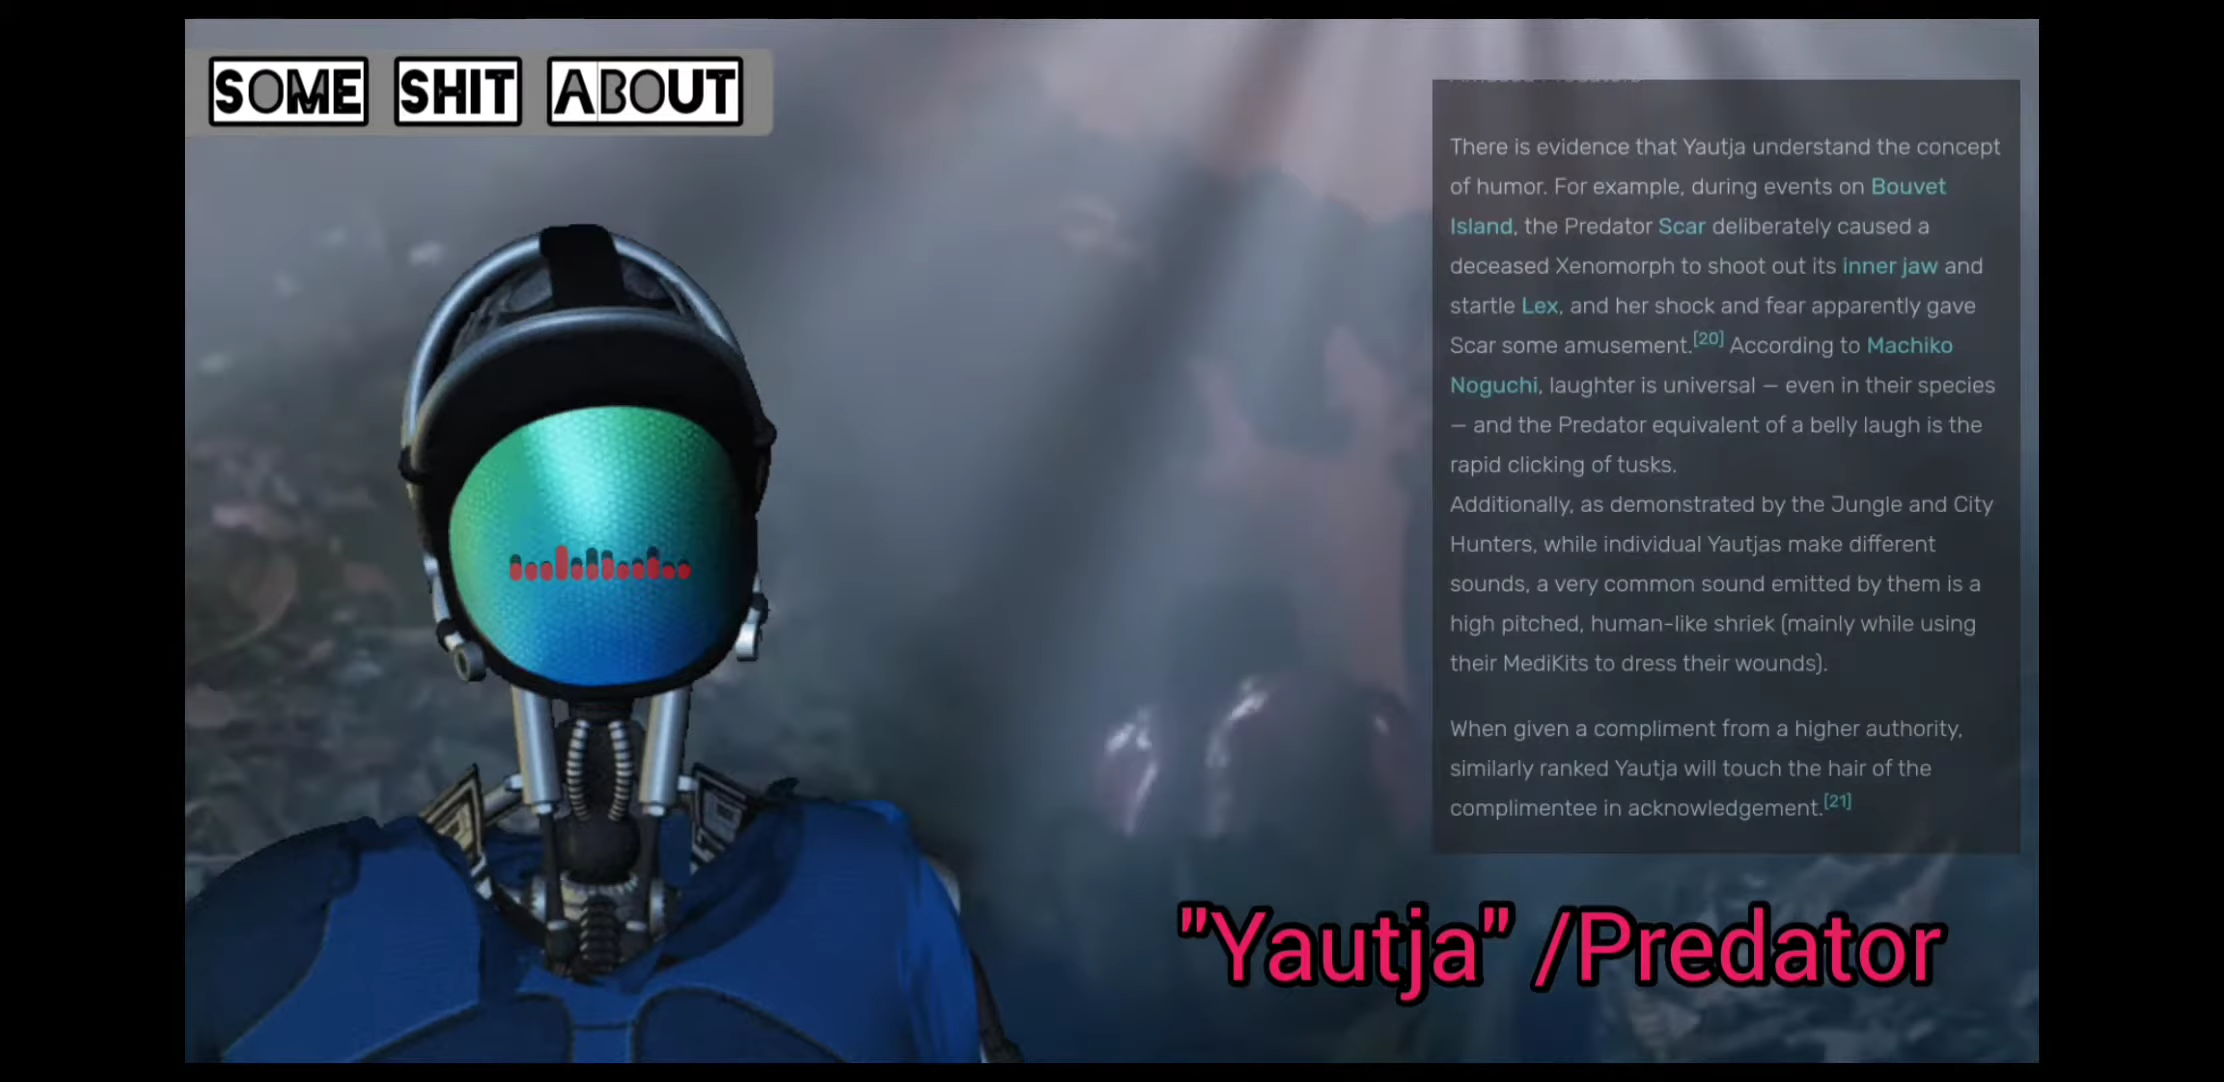 SOME SHIT ABOUT
There is evidence that Yautja understand the concept
of humor. For example, during events on Bouvet
Island, the Predator Scar deliberately caused a
deceased Xenomorph to shoot out its inner jaw and
startle Lex, and her shock and fear apparently gave
Scar some amusement.[20] According to Machiko
Noguchi, laughter is universal — even in their species
— and the Predator equivalent of a belly laugh is the
rapid clicking of tusks.
Additionally, as demonstrated by the Jungle and City
Hunters, while individual Yautjas make different
sounds, a very common sound emitted by them is a
high pitched, human-like shriek (mainly while using
their MediKits to dress their wounds).
When given a compliment from a higher authority,
similarly ranked Yautja will touch the hair of the
complimentee in acknowledgement.[21]
"Yautja" /Predator